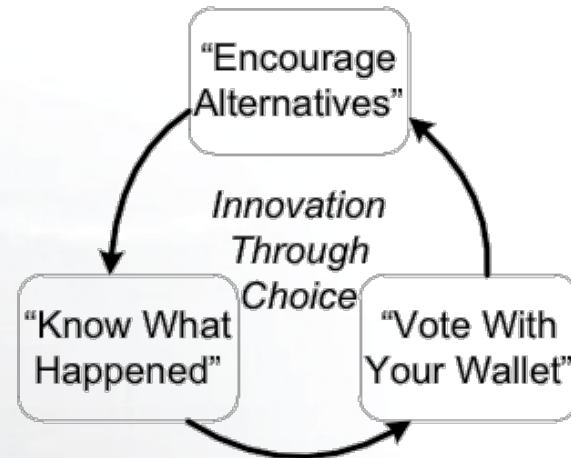 “Encourage
Alternatives”
Innovation
Through
Choice
“Know What
Happened”
“Vote With
Your Wallet”